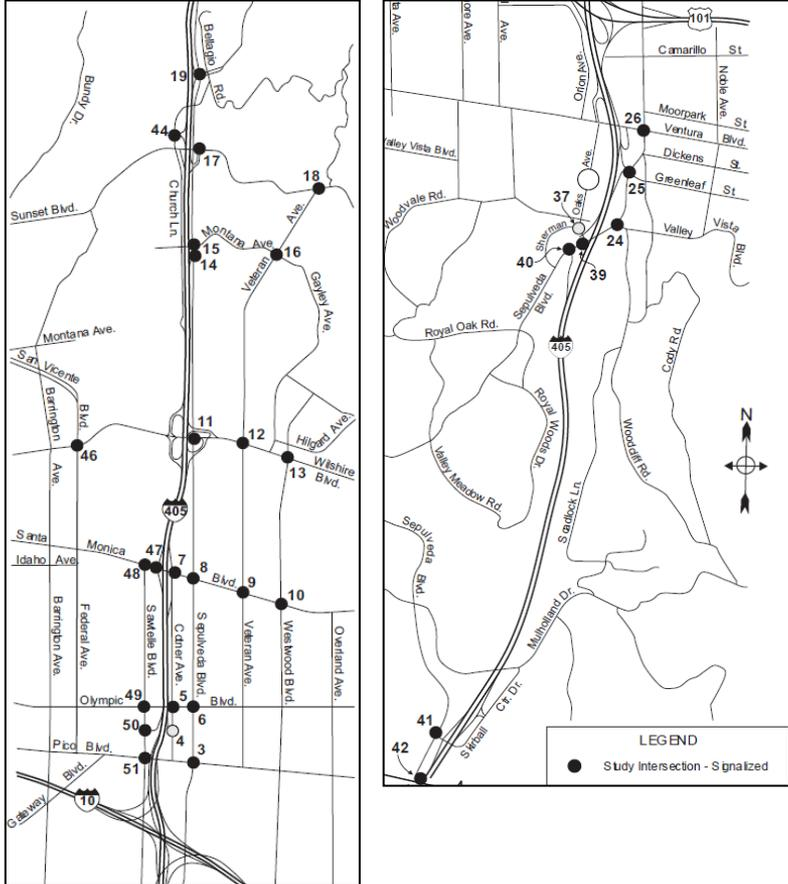 Bellagio
Rd.
19
Bundy Dr.
44
17
18
Sunset Blvd.
Church Ln.
Ave.
Montana Ave
15
14
16
Veteran
Gayley Ave.
Montana Ave.
San Vicente
Blvd.
Barrington
Ave.
46
11
12
Hilgard Ave.
Wilshire
Blvd.
13
405
Santa
Monica
Blvd.
Idaho Ave.
47
48
7
8
9
10
Barrington Ave.
Federal Ave.
Sawtelle Blvd.
Cotner Ave.
Sepulveda Blvd.
Veteran Ave.
Westwood Blvd.
Overland Ave.
49
Olympic
5
Blvd.
6
50
4
Pico Blvd.
51
3
Gateway
Blvd.
10
ta Ave.
ore Ave.
Ave.
101
Camarillo St
Orion Ave.
Noble Ave.
Moorpark St
26
Ventura Blvd.
Dickens St.
alley Vista Blvd.
Ave.
25
Greenleaf St
37
Woodvale Rd.
Sherman Oaks
24
Valley Vista
Blvd.
40
39
Sepulveda
Blvd.
Royal Oak Rd.
405
Cody Rd
Royal Woods Dr.
Woodcliff Rd.
N
Valley Meadow Rd.
Scadlock Ln.
Sepulveda
Blvd.
Mulholland Dr.
Skirball Ctr. Dr.
41
42
LEGEND
Study Intersection - Signalized